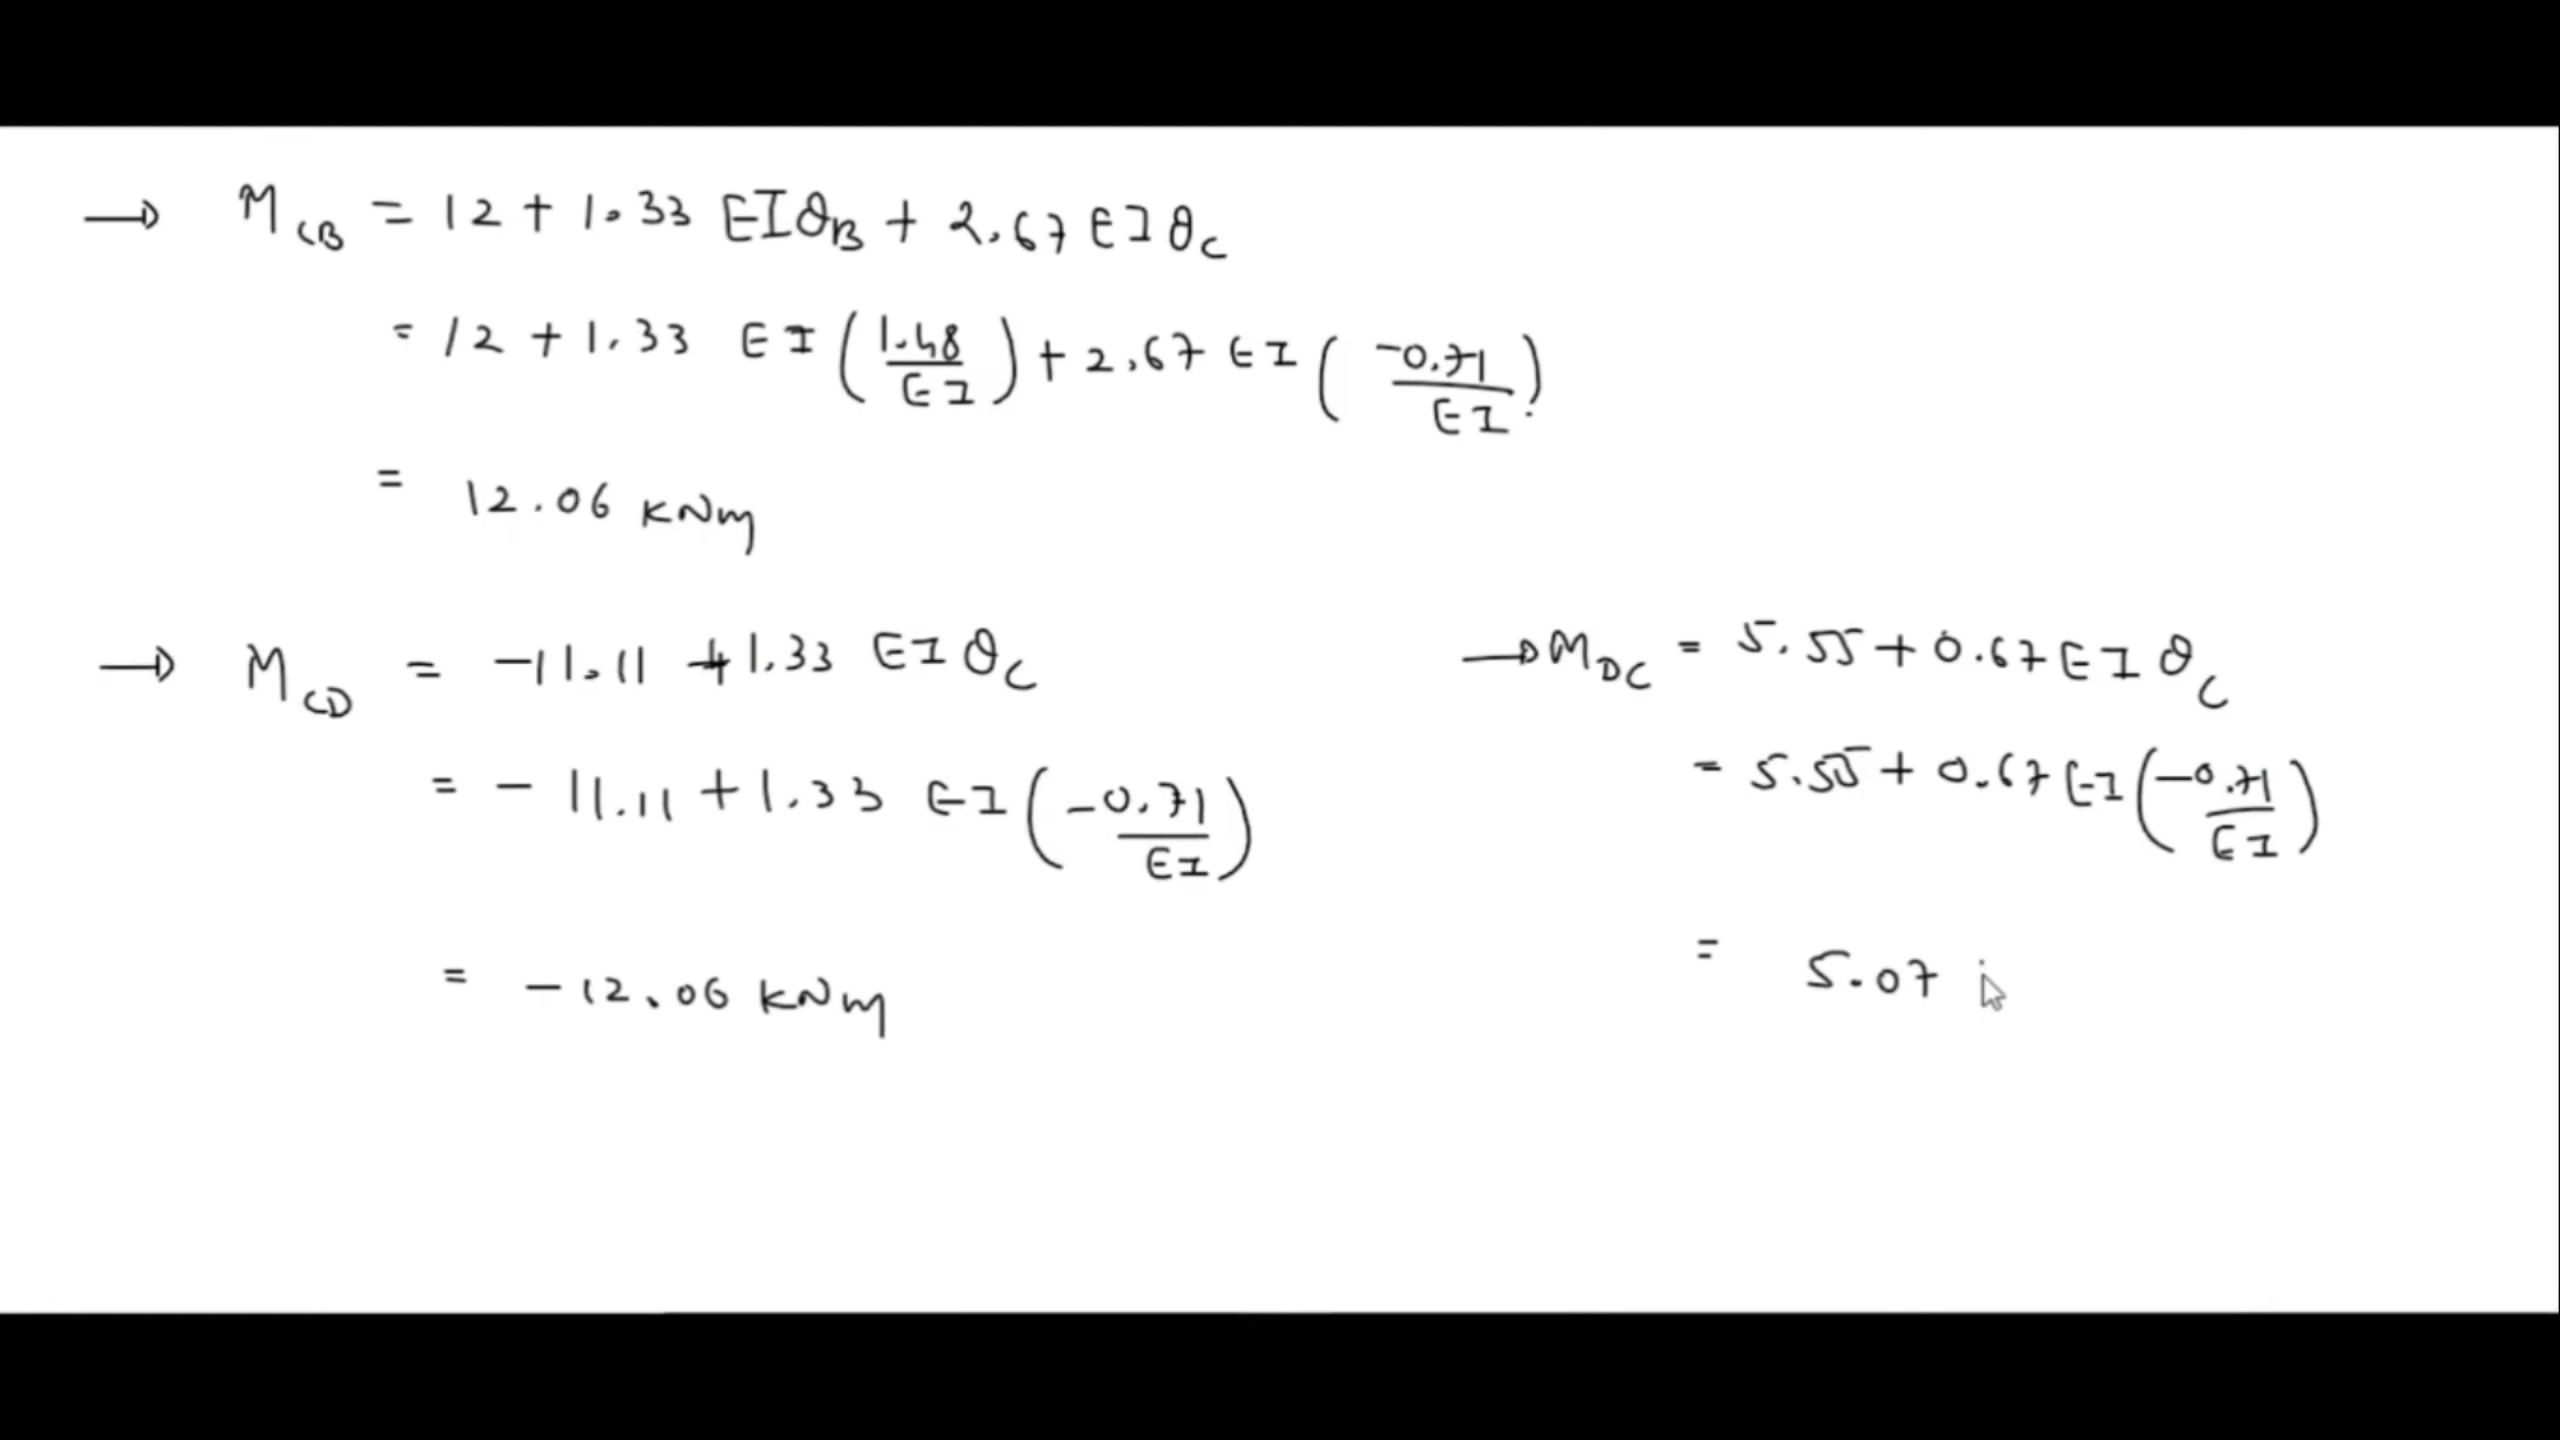 → M_CB = 12 + 1.33 EIθ_B + 2.67 EIθ_C
= 12 + 1.33 EI (1.48/EI) + 2.67 EI (-0.71/EI)
= 12.06 KNm
→ M_CD = -11.11 + 1.33 EIθ_C
= -11.11 + 1.33 EI (-0.71/EI)
= -12.06 KNm
→ M_DC = 5.55 + 0.67 EIθ_C
= 5.55 + 0.67 EI (-0.71/EI)
= 5.07